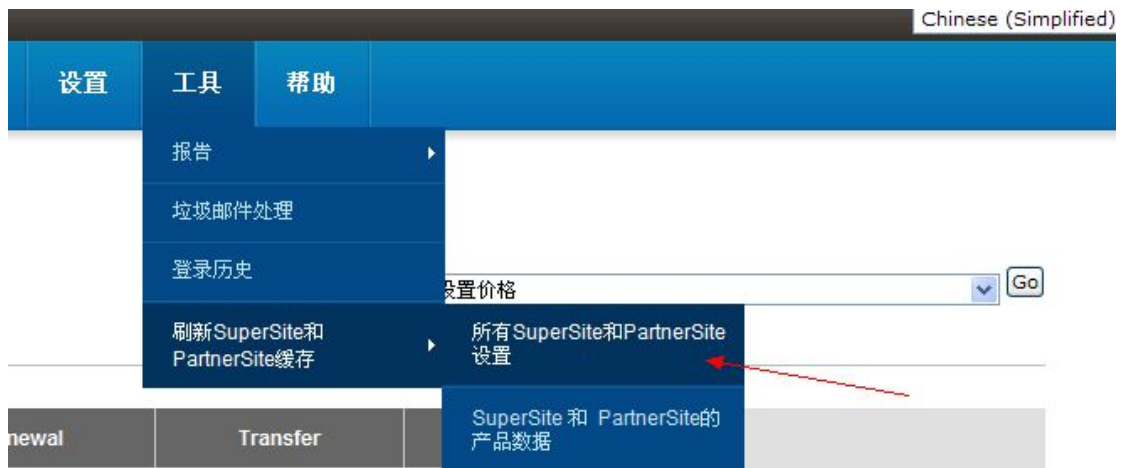 Chinese (Simplified)
设置 工具 帮助
报告
垃圾邮件处理
登录历史
设置价格 Go
刷新SuperSite和
PartnerSite缓存
所有SuperSite和PartnerSite
设置
SuperSite 和 PartnerSite的
产品数据
newal Transfer